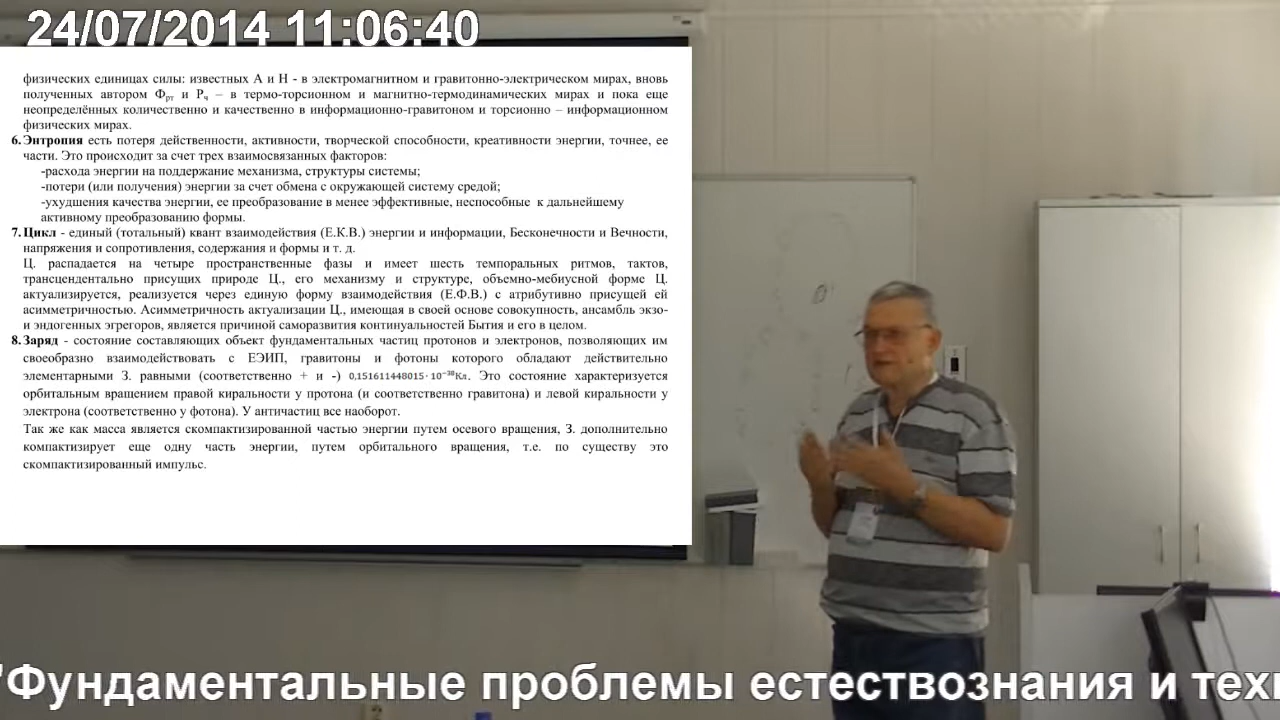 24/07/2014 11:06:40
физических единицах силы: известных А и Н - в электромагнитном и гравитонно-электрическом мирах, вновь
полученных автором Фрт и Рч – в термо-торсионном и магнитно-термодинамических мирах и пока еще
неопределённых количественно и качественно в информационно-гравитоном и торсионно – информационном
физических мирах.
6. Энтропия есть потеря действенности, активности, творческой способности, креативности энергии, точнее, ее
части. Это происходит за счет трех взаимосвязанных факторов:
-расхода энергии на поддержание механизма, структуры системы;
-потери (или получения) энергии за счет обмена с окружающей систему средой;
-ухудшения качества энергии, ее преобразование в менее эффективные, неспособные к дальнейшему
активному преобразованию формы.
7. Цикл - единый (тотальный) квант взаимодействия (Е.К.В.) энергии и информации, Бесконечности и Вечности,
напряжения и сопротивления, содержания и формы и т. д.
Ц. распадается на четыре пространственные фазы и имеет шесть темпоральных ритмов, тактов,
трансцендентально присущих природе Ц., его механизму и структуре, объемно-мебиусной форме Ц.
актуализируется, реализуется через единую форму взаимодействия (Е.Ф.В.) с атрибутивно присущей ей
асимметричностью. Асимметричность актуализации Ц., имеющая в своей основе совокупность, ансамбль экзо-
и эндогенных эгрегоров, является причиной саморазвития континуальностей Бытия и его в целом.
8. Заряд - состояние составляющих объект фундаментальных частиц протонов и электронов, позволяющих им
своеобразно взаимодействовать с ЕЭИП, гравитоны и фотоны которого обладают действительно
элементарными З. равными (соответственно + и -) 0,151611448015·10⁻³⁸Кл. Это состояние характеризуется
орбитальным вращением правой киральности у протона (и соответственно гравитона) и левой киральности у
электрона (соответственно у фотона). У античастиц все наоборот.
Так же как масса является скомпактизированной частью энергии путем осевого вращения, З. дополнительно
компактизирует еще одну часть энергии, путем орбитального вращения, т.е. по существу это
скомпактизированный импульс.
"Фундаментальные проблемы естествознания и техн